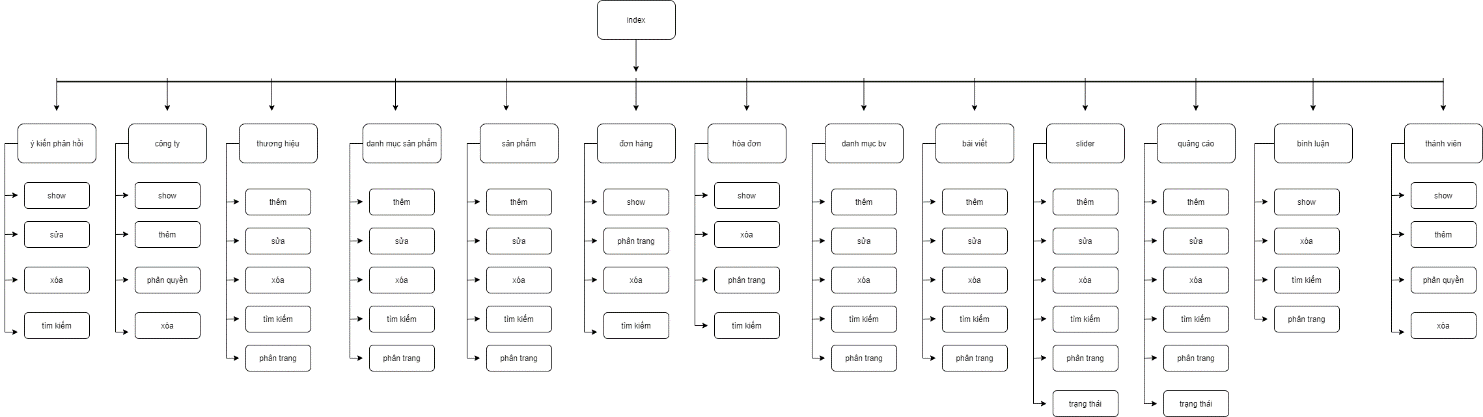 index
ý kiến phản hồi
công ty
thương hiệu
danh mục sản phẩm
sản phẩm
đơn hàng
hóa đơn
danh mục bv
bài viết
slider
quảng cáo
bình luận
thành viên
show
sửa
xóa
tìm kiếm
show
thêm
phân quyền
xóa
thêm
sửa
xóa
tìm kiếm
phân trang
thêm
sửa
xóa
tìm kiếm
phân trang
thêm
sửa
xóa
tìm kiếm
phân trang
show
phân trang
xóa
tìm kiếm
show
xóa
phân trang
tìm kiếm
thêm
sửa
xóa
tìm kiếm
phân trang
thêm
sửa
xóa
tìm kiếm
phân trang
thêm
sửa
xóa
tìm kiếm
phân trang
trạng thái
thêm
sửa
xóa
tìm kiếm
phân trang
trạng thái
show
xóa
tìm kiếm
phân trang
show
thêm
phân quyền
xóa